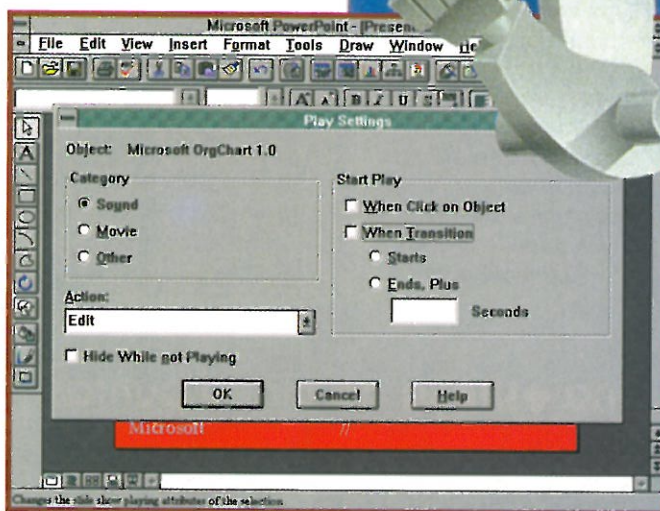 Microsoft PowerPoint - [Presen
File Edit View Insert Format Tools Draw Window He
B I U S
Play Settings
Object: Microsoft OrgChart 1.0
Category
Sound
Movie
Other
Action:
Edit
Hide While not Playing
Start Play
When Click on Object
When Transition
Starts
Ends, Plus
Seconds
OK Cancel Help
Microsoft //
Changes the slide show playing attributes of the selection